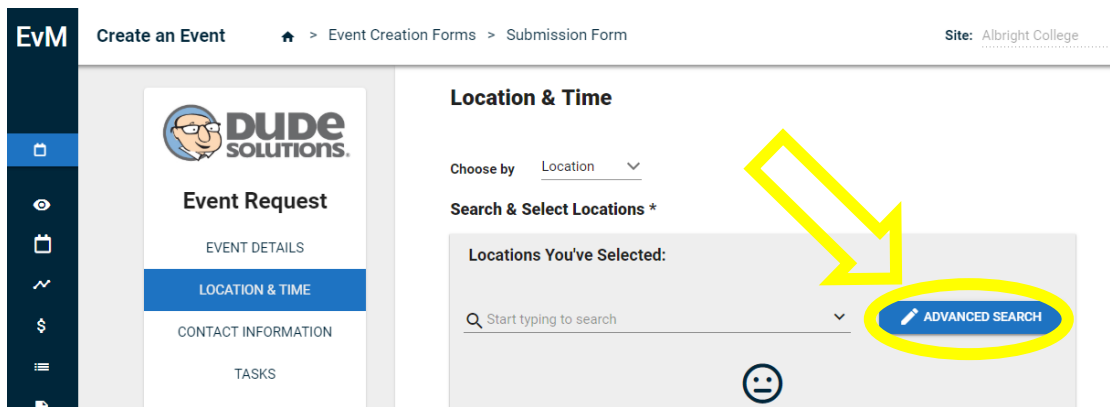 EvM
Create an Event > Event Creation Forms > Submission Form
Site: Albright College
DUDE
SOLUTIONS.
Event Request
EVENT DETAILS
LOCATION & TIME
CONTACT INFORMATION
TASKS
Location & Time
Choose by Location
Search & Select Locations *
Locations You've Selected:
Start typing to search
ADVANCED SEARCH